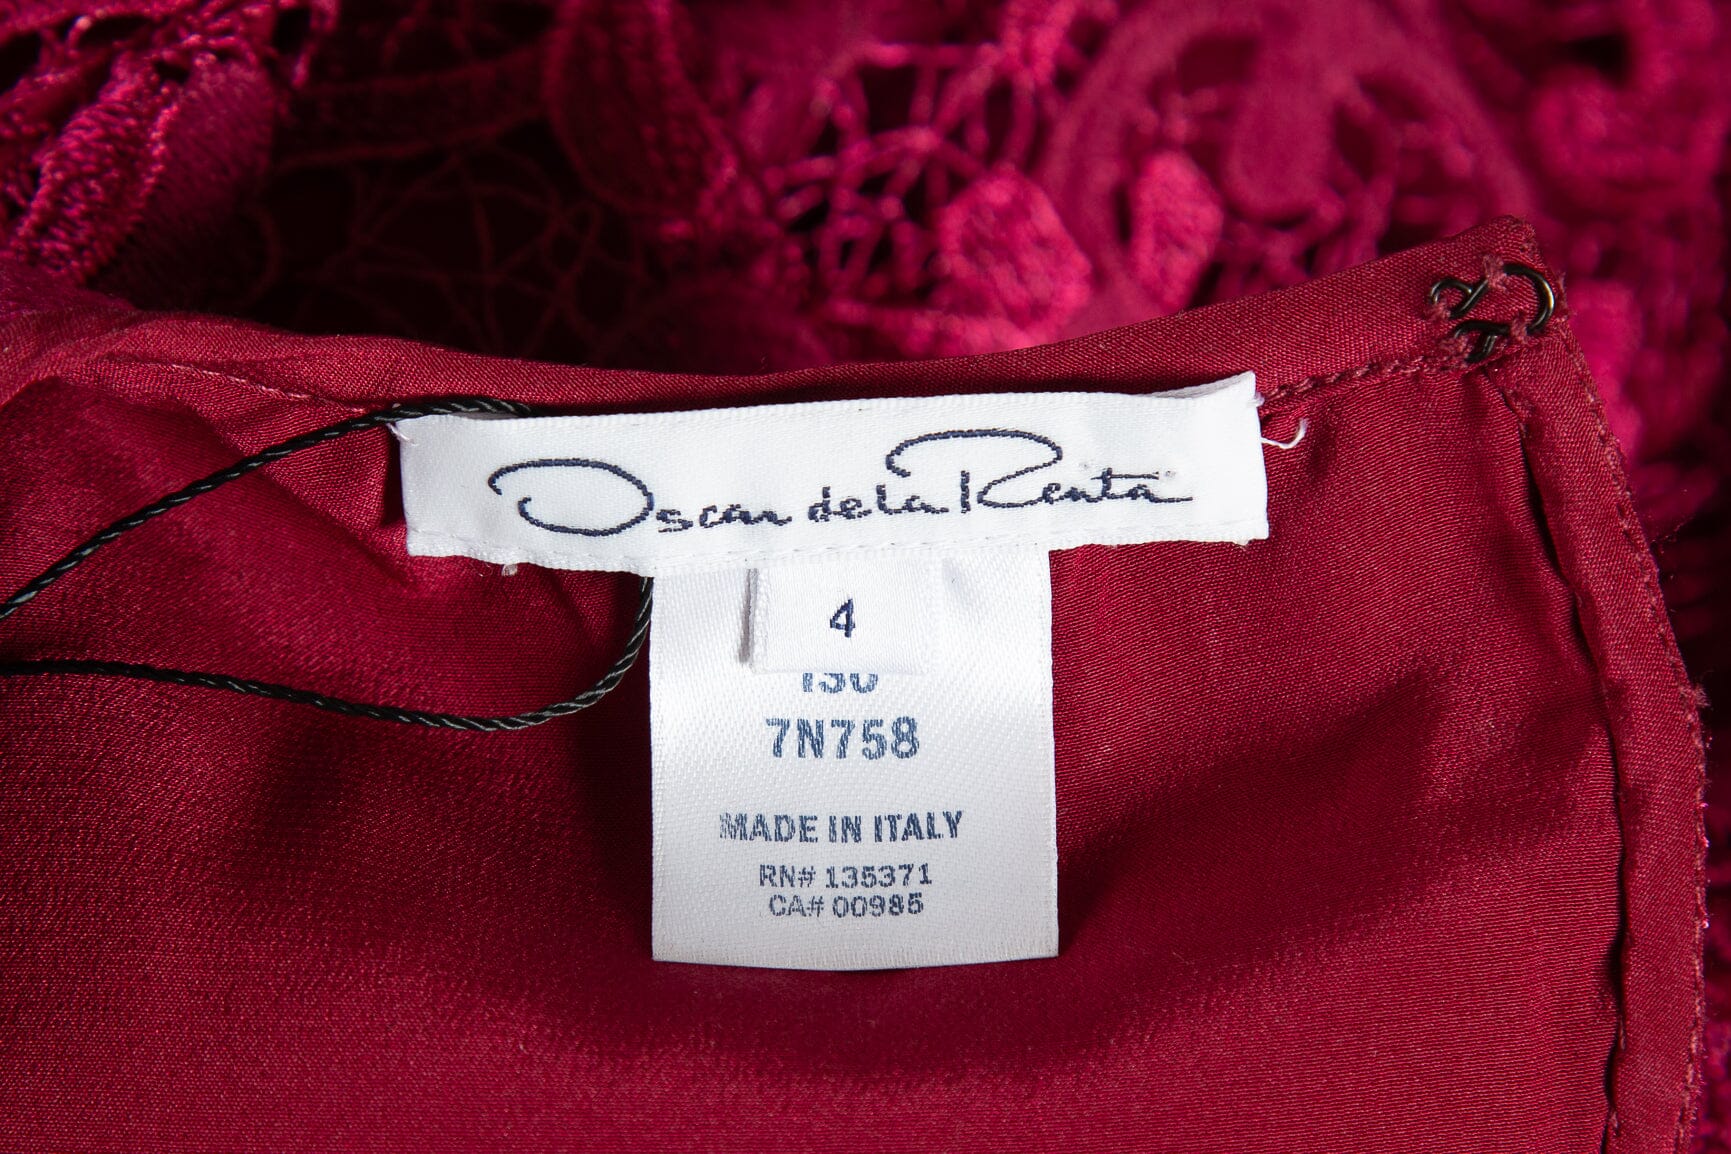 Oscar de la Renta
4
7N758
MADE IN ITALY
RN# 135371
CA# 00985